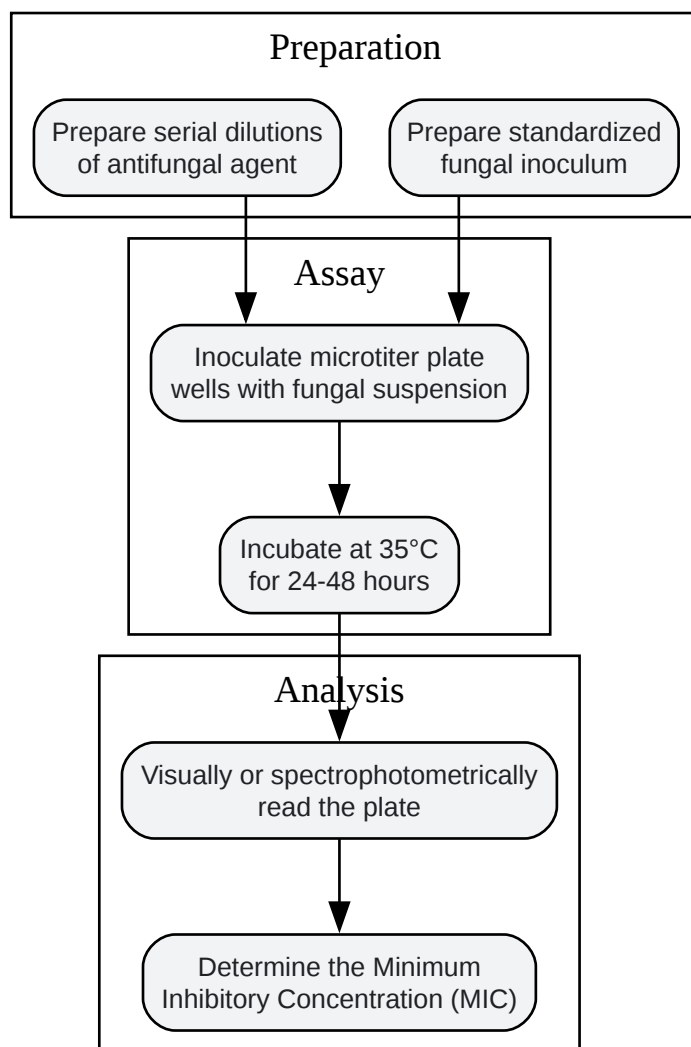 Preparation
Prepare serial dilutions
of antifungal agent
Prepare standardized
fungal inoculum
Assay
Inoculate microtiter plate
wells with fungal suspension
Incubate at 35°C
for 24-48 hours
Analysis
Visually or spectrophotometrically
read the plate
Determine the Minimum
Inhibitory Concentration (MIC)